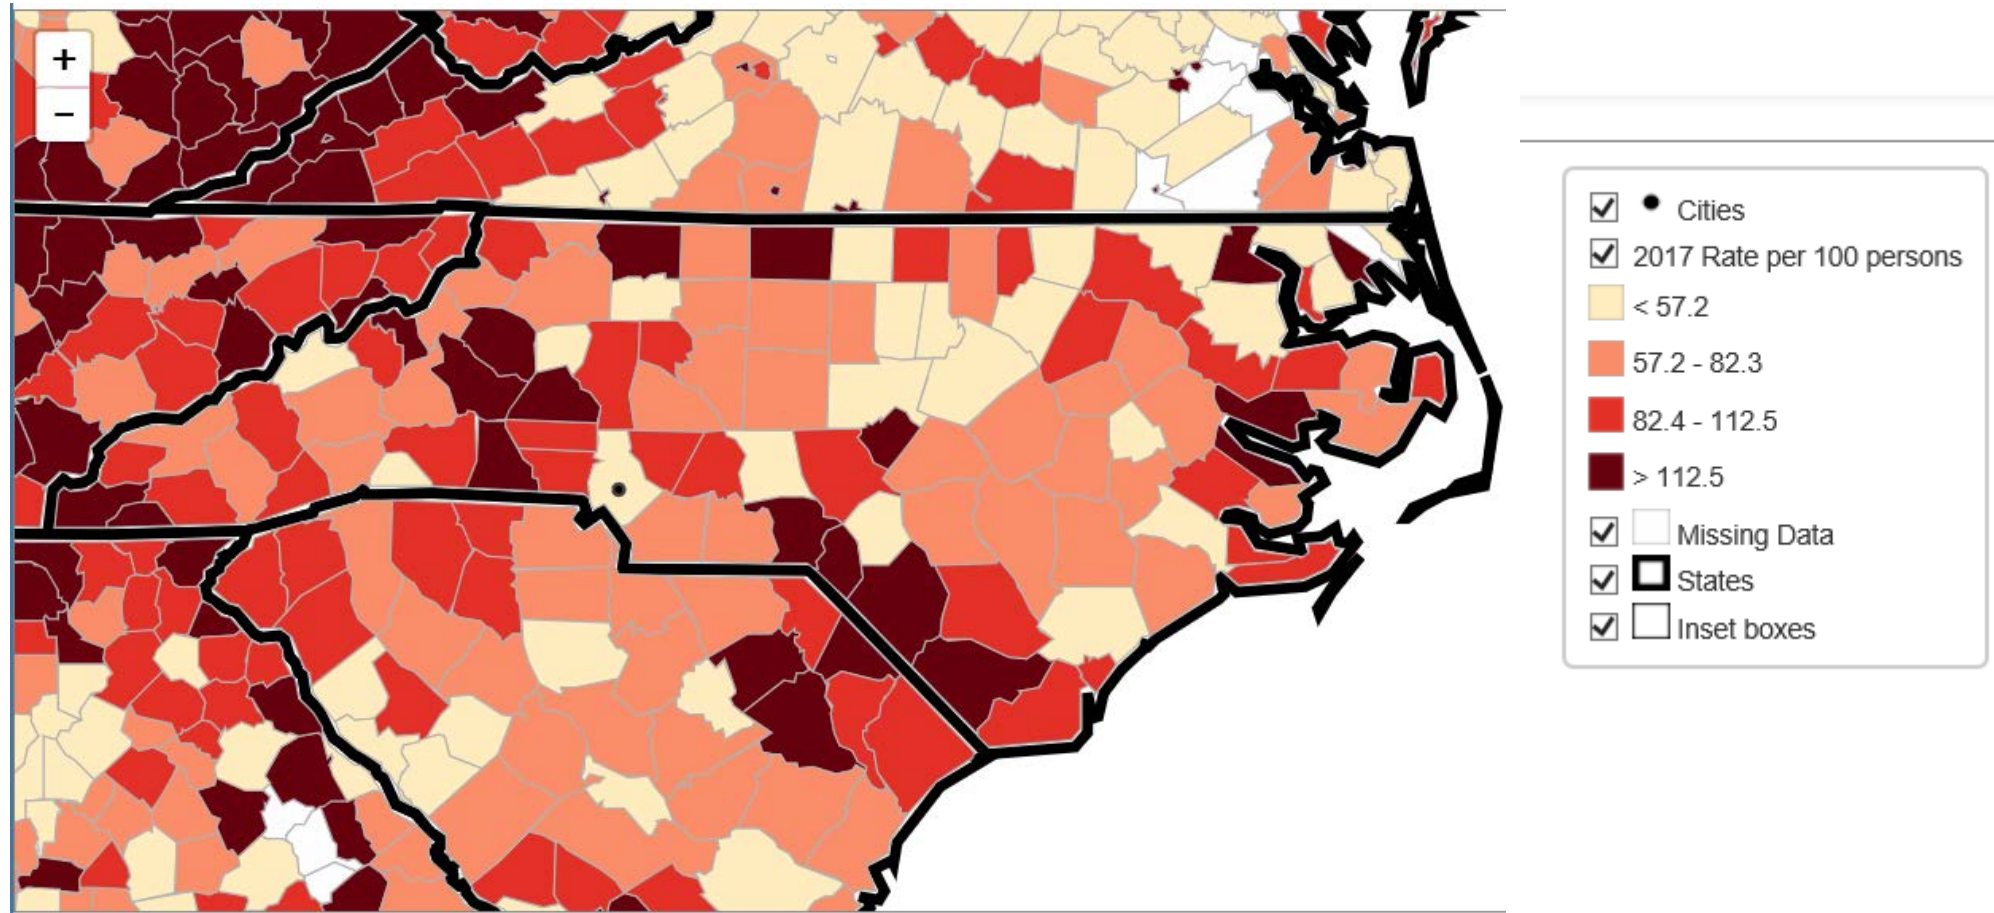 +
−
Cities
2017 Rate per 100 persons
< 57.2
57.2 - 82.3
82.4 - 112.5
> 112.5
Missing Data
States
Inset boxes